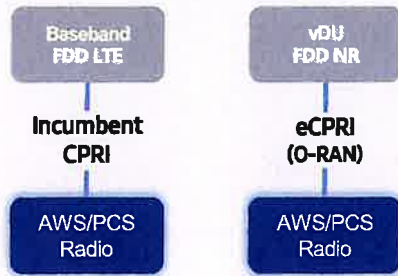 Baseband
FDD LTE
Incumbent
CPRI
AWS/PCS
Radio
vDU
FDD NR
eCPRI
(O-RAN)
AWS/PCS
Radio